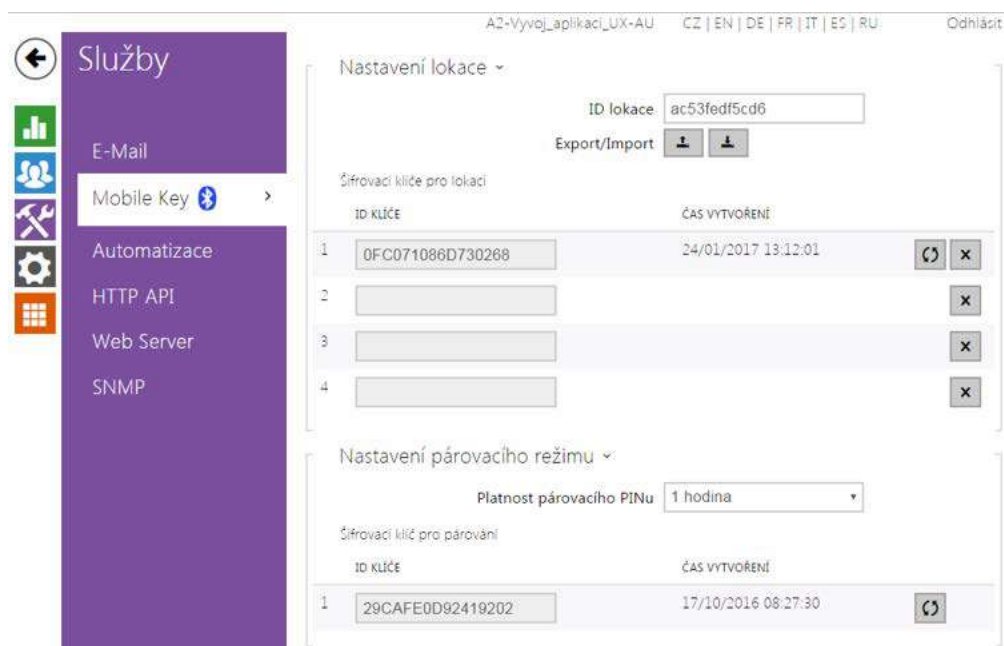 A2-Vyvoj_aplikaci_UX-AU CZ | EN | DE | FR | IT | ES | RU Odhlásit
Služby
E-Mail
Mobile Key
Automatizace
HTTP API
Web Server
SNMP
Nastavení lokace
ID lokace ac53fedf5cd6
Export/Import
Šifrovací klíče pro lokaci
ID KLÍČE ČAS VYTVOŘENÍ
1 0FC071086D730268 24/01/2017 13:12:01
2
3
4
Nastavení párovacího režimu
Platnost párovacího PINu 1 hodina
Šifrovací klíč pro párování
ID KLÍČE ČAS VYTVOŘENÍ
1 29CAFE0D92419202 17/10/2016 08:27:30